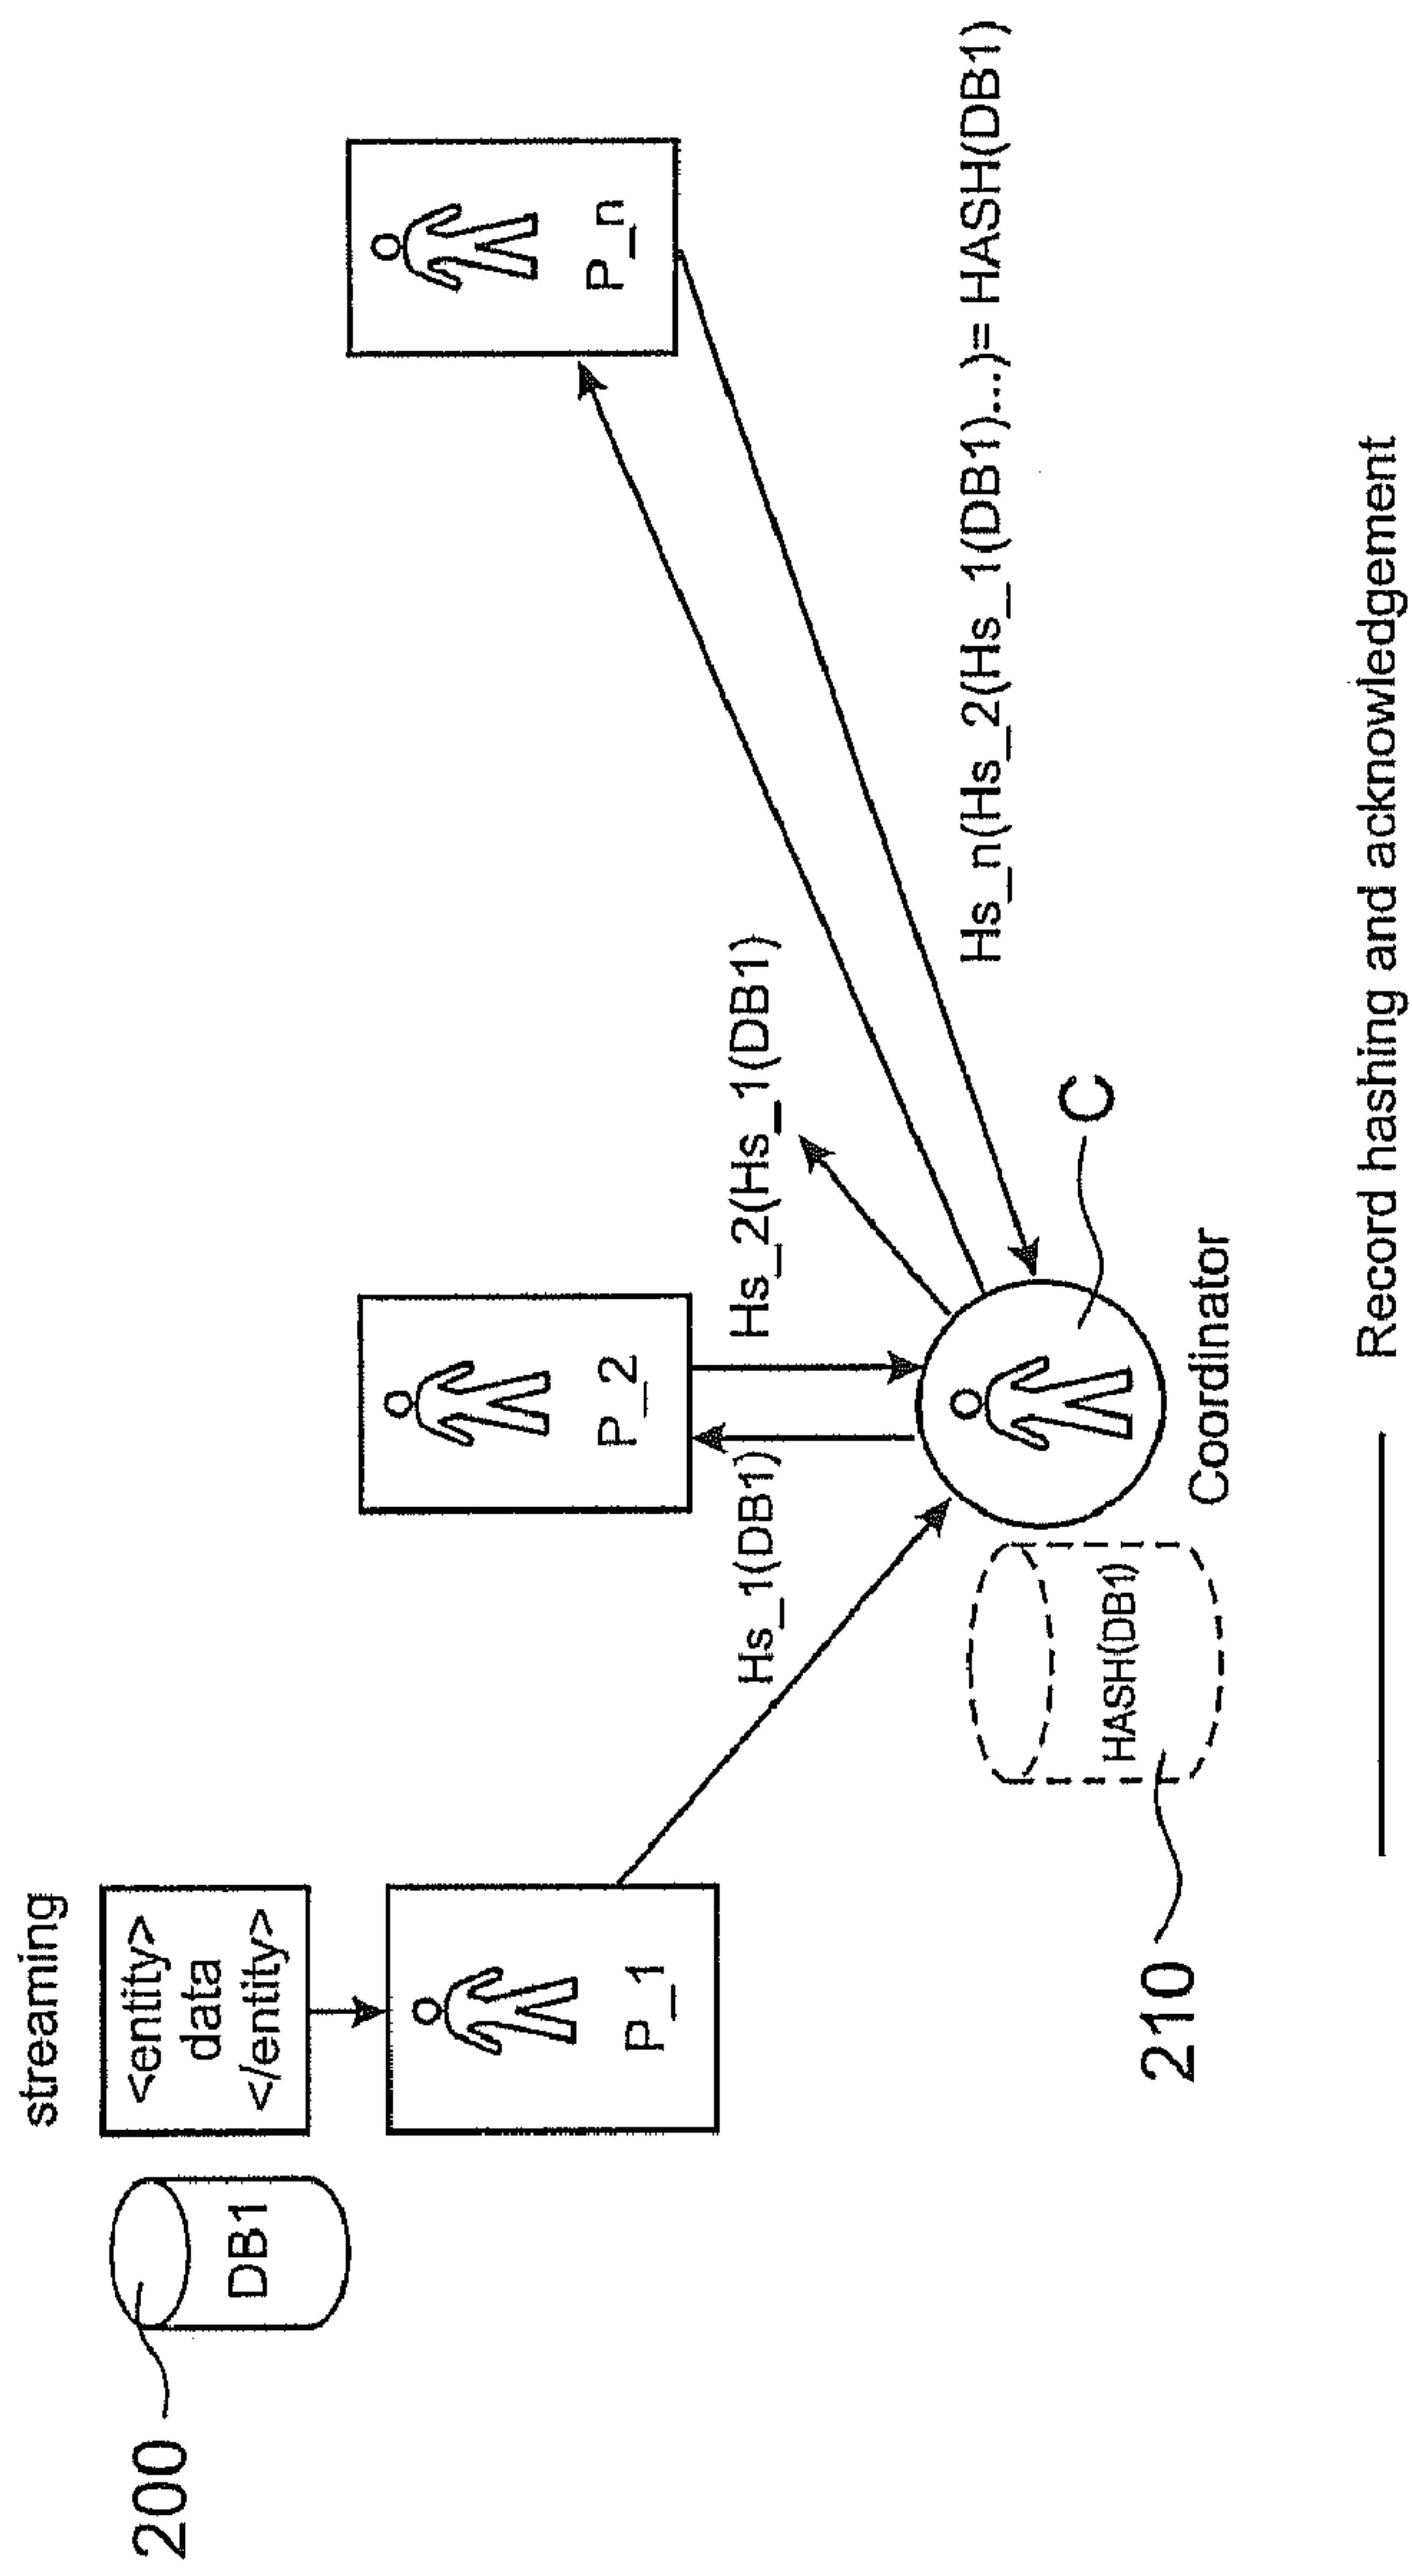 streaming
<entity>
data
</entity>
200
DB1
P_1
P_2
P_n
Hs_1(DB1)
Hs_2(Hs_1(DB1)
Hs_n(Hs_2(Hs_1(DB1)...)= HASH(DB1)
HASH(DB1)
210
C
Coordinator
Record hashing and acknowledgement